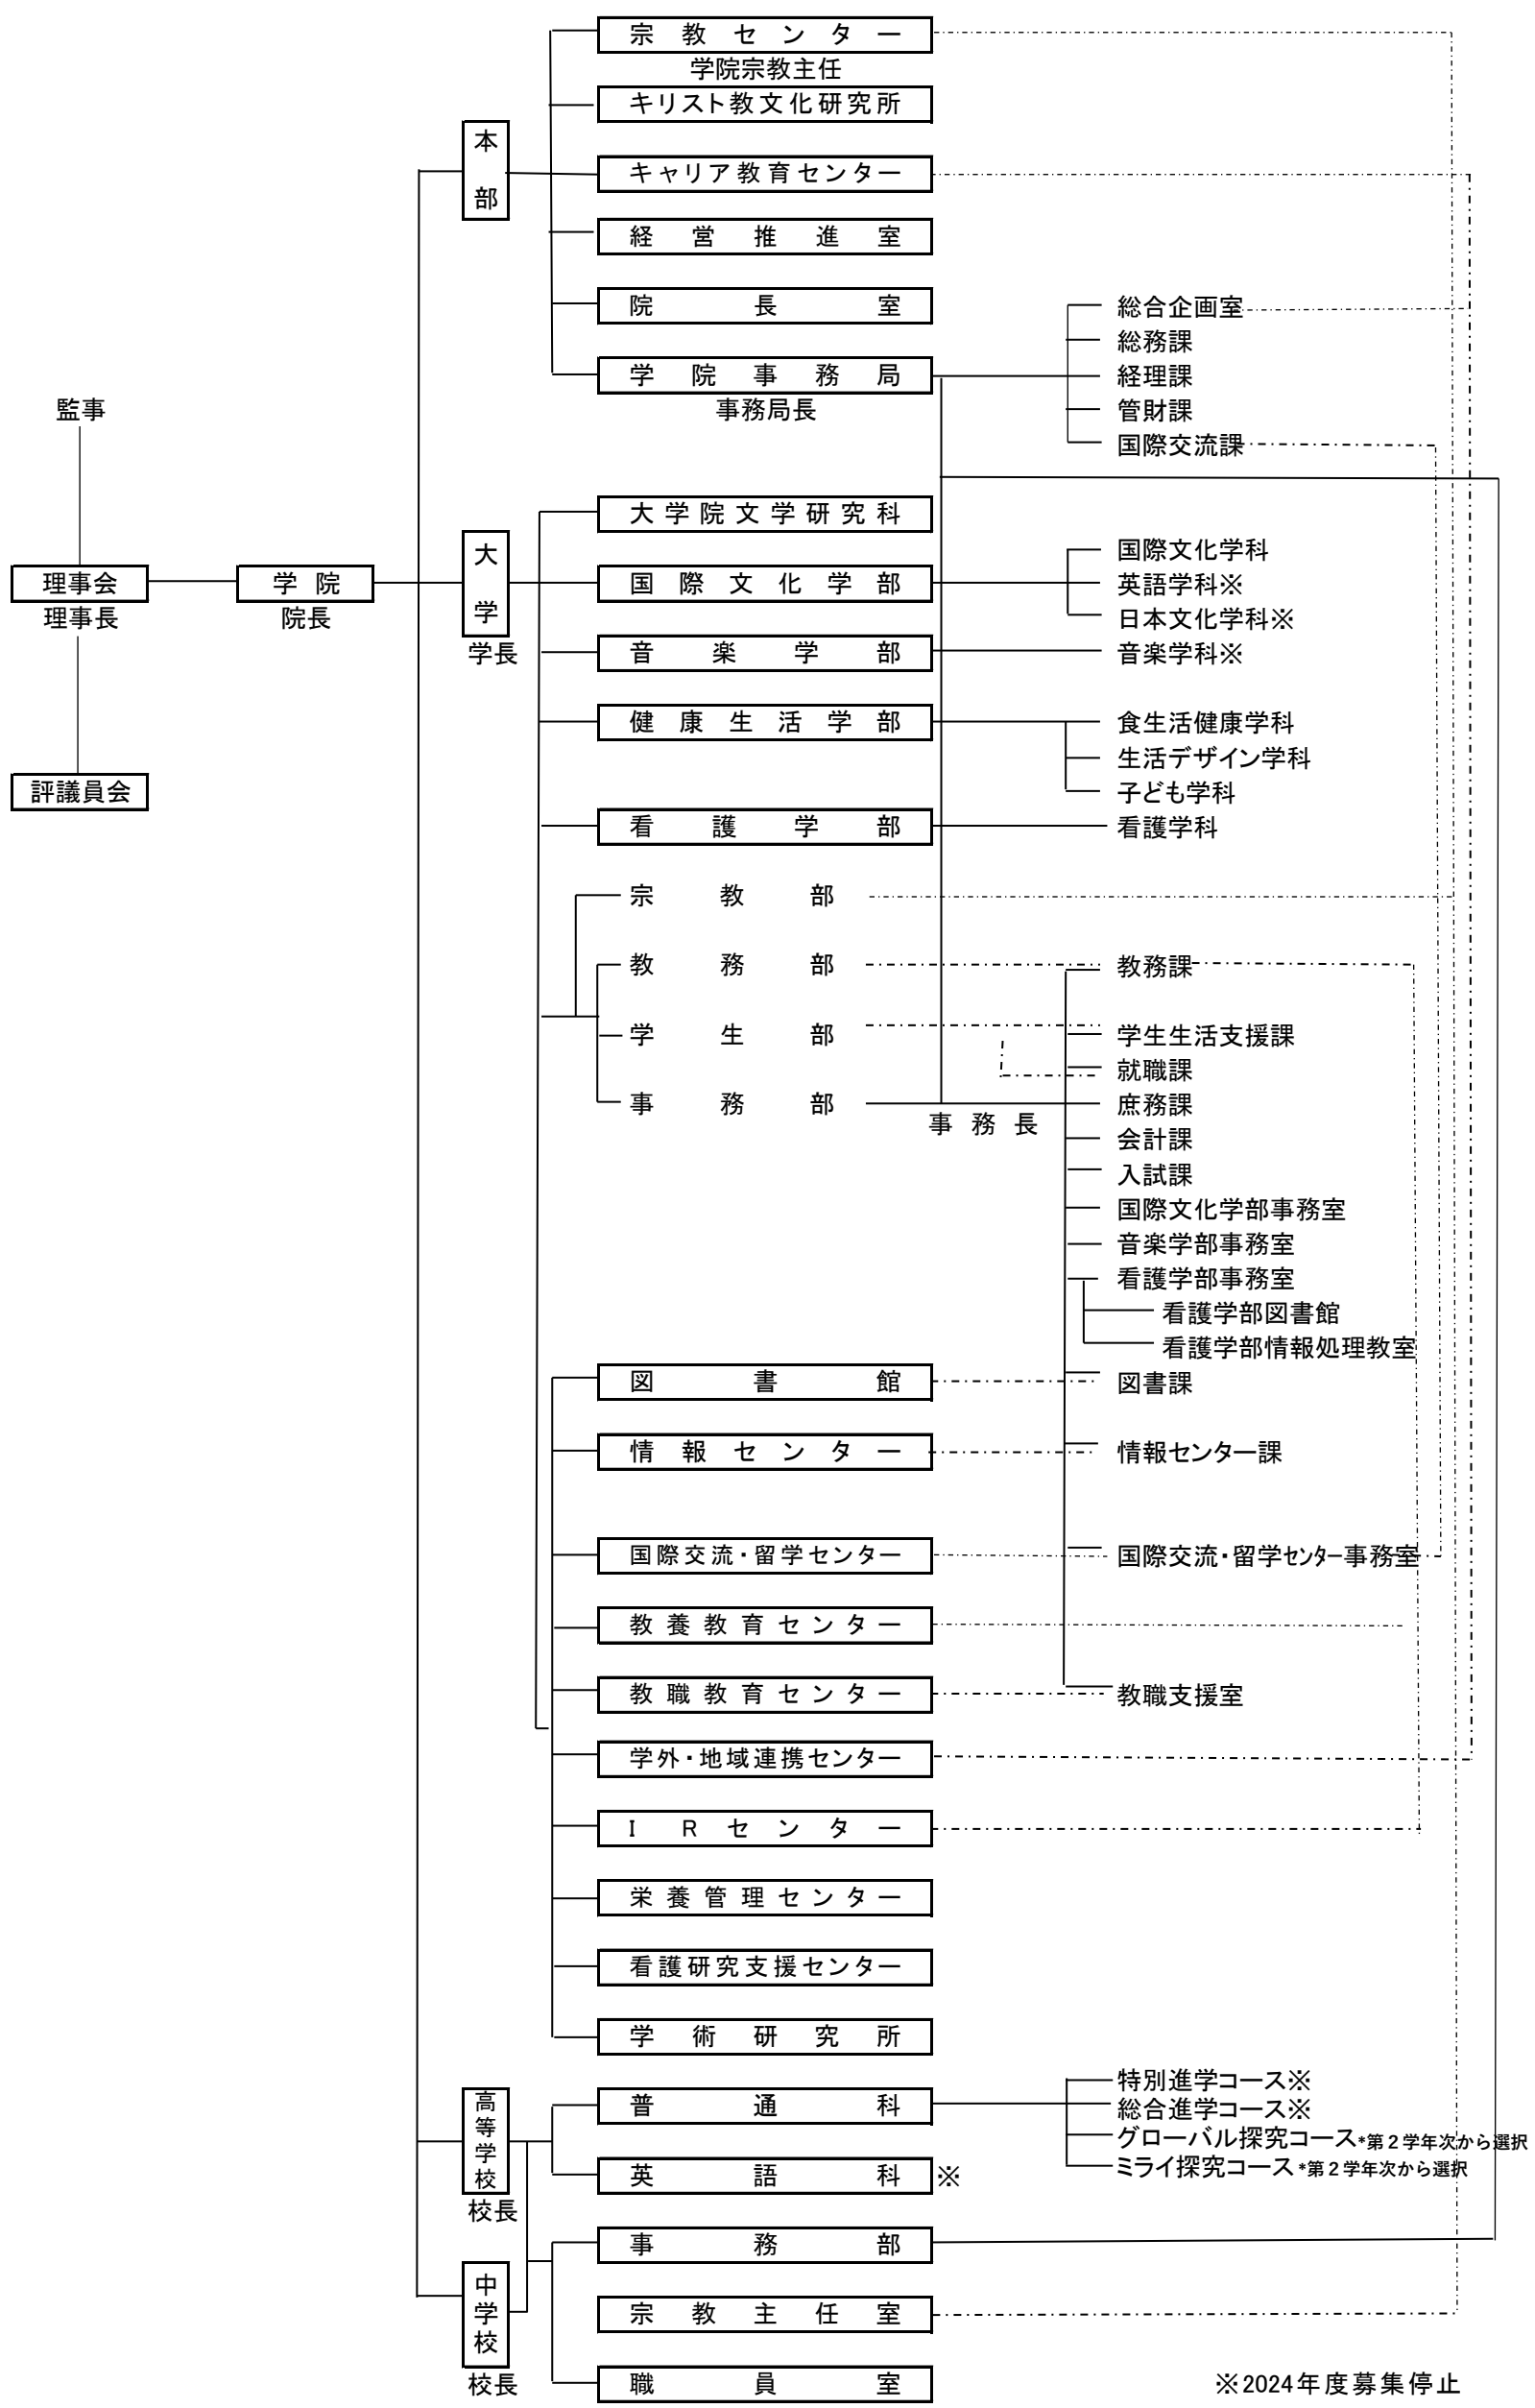 宗教センター
学院宗教主任
キリスト教文化研究所
本部
キャリア教育センター
経営推進室
院長室
総合企画室
総務課
学院事務局
経理課
監事
事務局長
管財課
国際交流課
大学院文学研究科
大学
国際文化学科
理事会
学院
国際文化学部
英語学科※
理事長
院長
日本文化学科※
学長
音楽学部
音楽学科※
健康生活学部
食生活健康学科
生活デザイン学科
評議員会
子ども学科
看護学部
看護学科
宗教部
教務部
教務課
学生部
学生生活支援課
就職課
事務部
庶務課
事務長
会計課
入試課
国際文化学部事務室
音楽学部事務室
看護学部事務室
看護学部図書館
看護学部情報処理教室
図書館
図書課
情報センター
情報センター課
国際交流・留学センター
国際交流・留学センター事務室
教養教育センター
教職教育センター
教職支援室
学外・地域連携センター
IRセンター
栄養管理センター
看護研究支援センター
学術研究所
高等学校
特別進学コース※
普通科
総合進学コース※
グローバル探究コース*第2学年次から選択
英語科※
ミライ探究コース*第2学年次から選択
校長
事務部
中学校
宗教主任室
校長
職員室
※2024年度募集停止